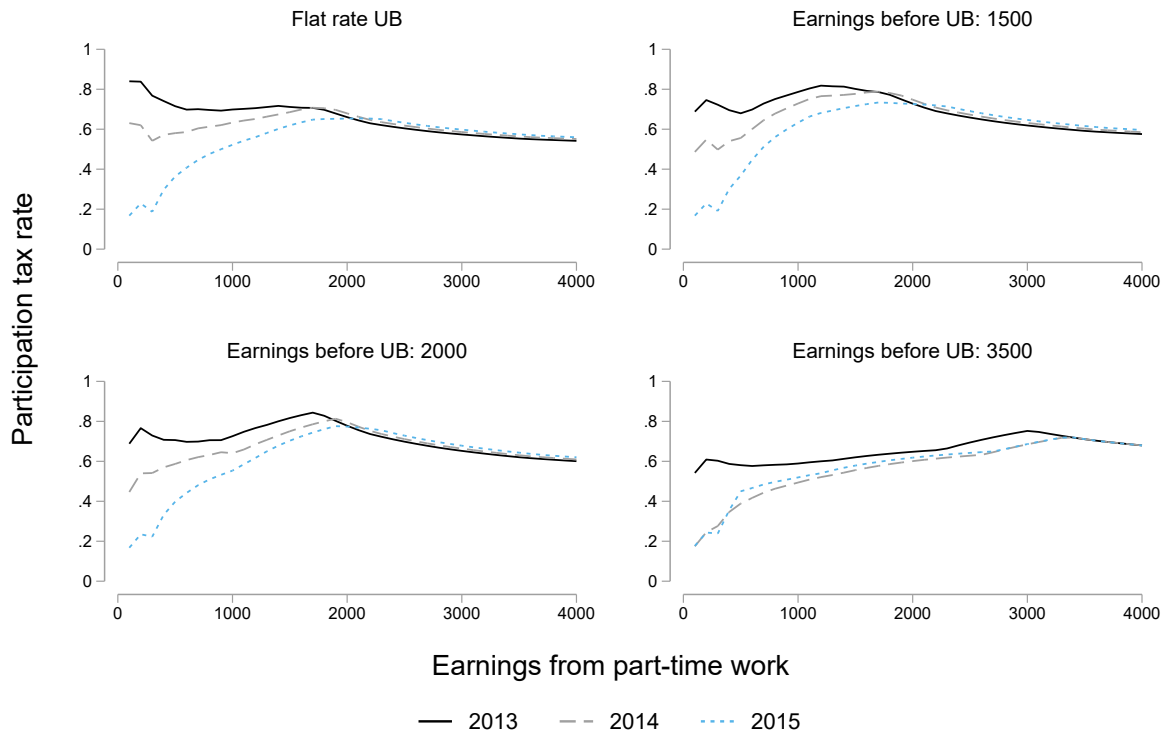 Flat rate UB
Earnings before UB: 1500
1
.8
.6
.4
.2
0
0 1000 2000 3000 4000
1
.8
.6
.4
.2
0
0 1000 2000 3000 4000
Earnings before UB: 2000
Earnings before UB: 3500
1
.8
.6
.4
.2
0
0 1000 2000 3000 4000
1
.8
.6
.4
.2
0
0 1000 2000 3000 4000
Participation tax rate
Earnings from part-time work
2013 2014 2015